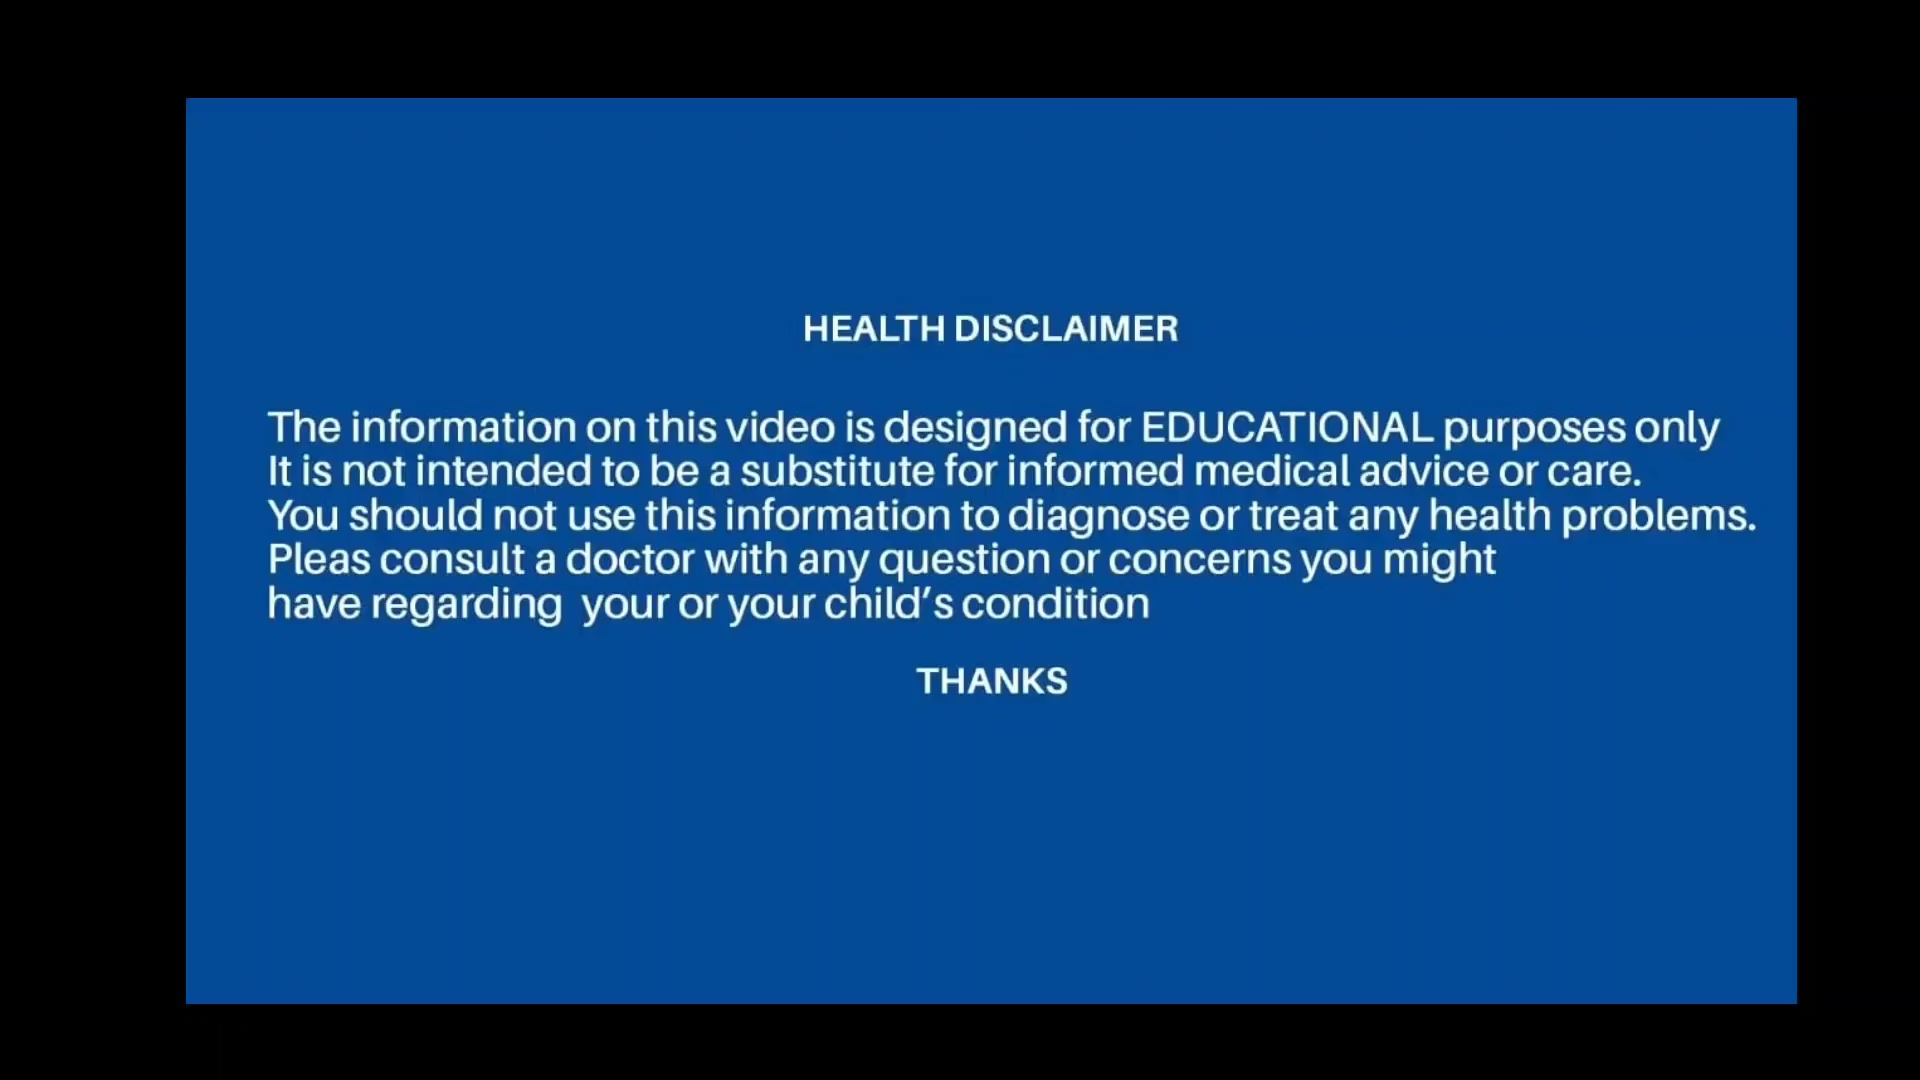 HEALTH DISCLAIMER
The information on this video is designed for EDUCATIONAL purposes only
It is not intended to be a substitute for informed medical advice or care.
You should not use this information to diagnose or treat any health problems.
Pleas consult a doctor with any question or concerns you might
have regarding  your or your child’s condition
THANKS